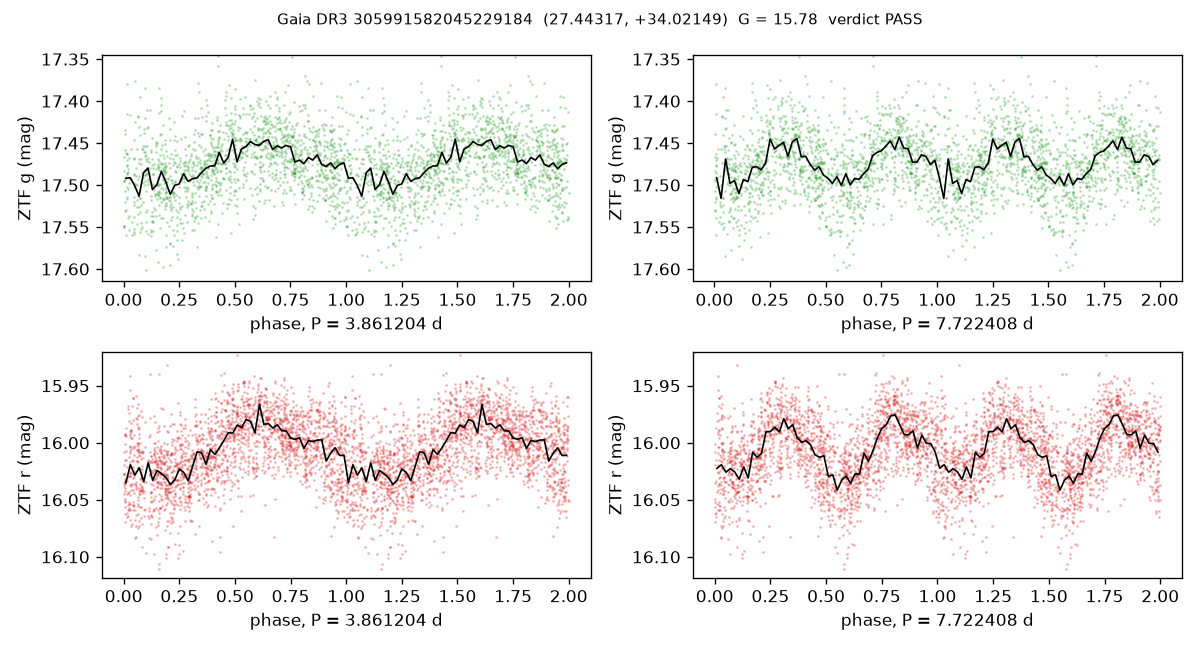 Gaia DR3 305991582045229184 (27.44317, +34.02149) G = 15.78 verdict PASS
17.35
17.40
17.45
17.50
17.55
17.60
ZTF g (mag)
0.00 0.25 0.50 0.75 1.00 1.25 1.50 1.75 2.00
phase, P = 3.861204 d
17.35
17.40
17.45
17.50
17.55
17.60
ZTF g (mag)
0.00 0.25 0.50 0.75 1.00 1.25 1.50 1.75 2.00
phase, P = 7.722408 d
15.95
16.00
16.05
16.10
ZTF r (mag)
0.00 0.25 0.50 0.75 1.00 1.25 1.50 1.75 2.00
phase, P = 3.861204 d
15.95
16.00
16.05
16.10
ZTF r (mag)
0.00 0.25 0.50 0.75 1.00 1.25 1.50 1.75 2.00
phase, P = 7.722408 d